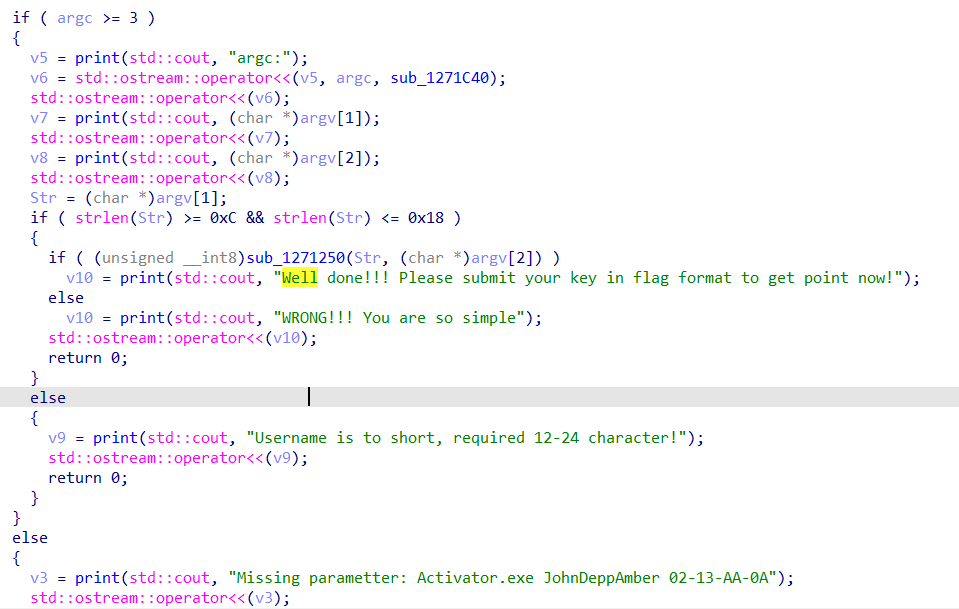 if ( argc >= 3 )
{
v5 = print(std::cout, "argc:");
v6 = std::ostream::operator<<(v5, argc, sub_1271C40);
std::ostream::operator<<(v6);
v7 = print(std::cout, (char *)argv[1]);
std::ostream::operator<<(v7);
v8 = print(std::cout, (char *)argv[2]);
std::ostream::operator<<(v8);
Str = (char *)argv[1];
if ( strlen(Str) >= 0xC && strlen(Str) <= 0x18 )
{
if ( (unsigned __int8)sub_1271250(Str, (char *)argv[2]) )
v10 = print(std::cout, "Well done!!! Please submit your key in flag format to get point now!");
else
v10 = print(std::cout, "WRONG!!! You are so simple");
std::ostream::operator<<(v10);
return 0;
}
else
{
v9 = print(std::cout, "Username is to short, required 12-24 character!");
std::ostream::operator<<(v9);
return 0;
}
}
else
{
v3 = print(std::cout, "Missing parametter: Activator.exe JohnDeppAmber 02-13-AA-0A");
std::ostream::operator<<(v3);